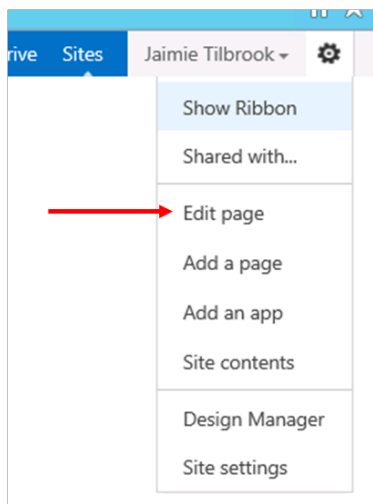 rive Sites Jaimie Tilbrook
Show Ribbon
Shared with...
Edit page
Add a page
Add an app
Site contents
Design Manager
Site settings